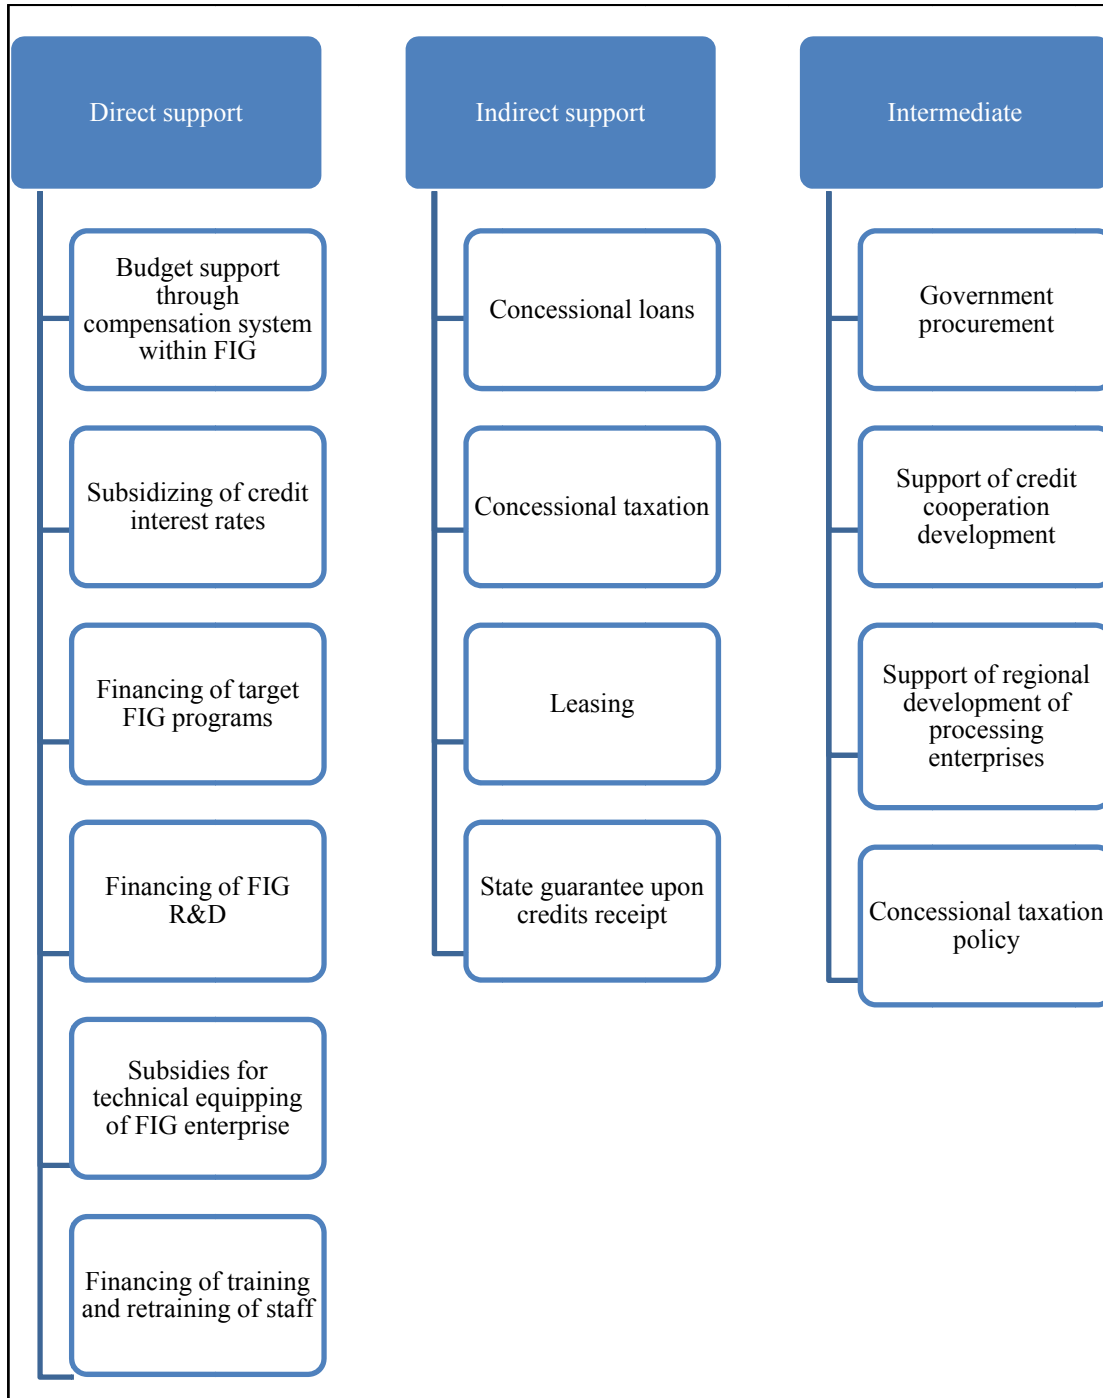 Direct support
Budget support
through
compensation system
within FIG
Subsidizing of credit
interest rates
Financing of target
FIG programs
Financing of FIG
R&D
Subsidies for
technical equipping
of FIG enterprise
Financing of training
and retraining of staff
Indirect support
Concessional loans
Concessional taxation
Leasing
State guarantee upon
credits receipt
Intermediate
Government
procurement
Support of credit
cooperation
development
Support of regional
development of
processing
enterprises
Concessional taxation
policy